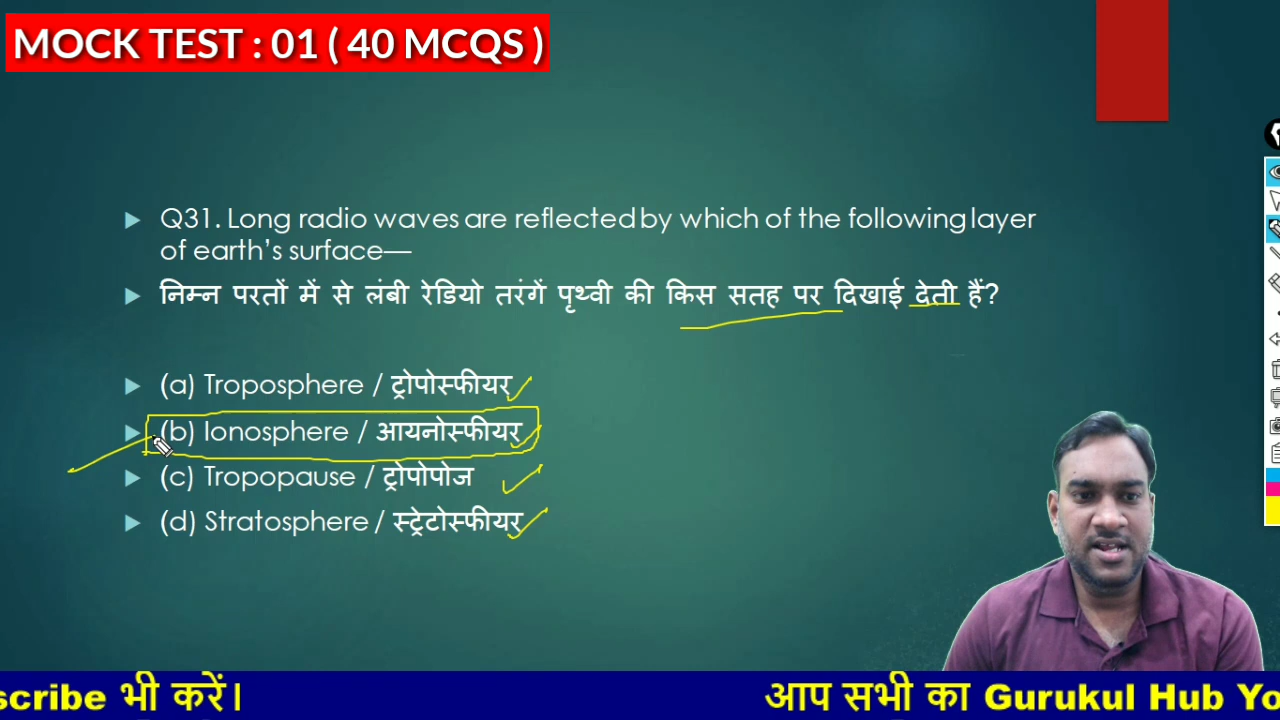 MOCK TEST : 01 ( 40 MCQS )
Q31. Long radio waves are reflected by which of the following layer
of earth's surface—
निम्न परतों में से लंबी रेडियो तरंगें पृथ्वी की किस सतह पर दिखाई देती हैं?
(a) Troposphere / ट्रोपोस्फीयर
(b) Ionosphere / आयनोस्फीयर
(c) Tropopause / ट्रोपोपोज
(d) Stratosphere / स्ट्रेटोस्फीयर
scribe भी करें। आप सभी का Gurukul Hub Yo